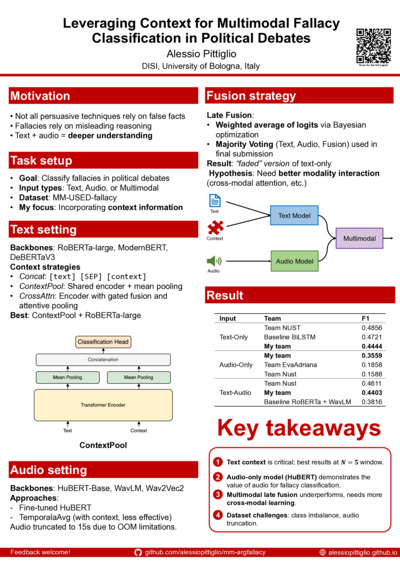 Leveraging Context for Multimodal Fallacy
Classification in Political Debates
Alessio Pittiglio
DISI, University of Bologna, Italy
Motivation
• Not all persuasive techniques rely on false facts
• Fallacies rely on misleading reasoning
• Text + audio = deeper understanding
Task setup
• Goal: Classify fallacies in political debates
• Input types: Text, Audio, or Multimodal
• Dataset: MM-USED-fallacy
• My focus: Incorporating context information
Text setting
Backbones: RoBERTa-large, ModernBERT,
DeBERTaV3
Context strategies
• Concat: [text] [SEP] [context]
• ContextPool: Shared encoder + mean pooling
• CrossAttn: Encoder with gated fusion and
attentive pooling
Best: ContextPool + RoBERTa-large
Classification Head
Concatenation
Mean Pooling Mean Pooling
Transformer Encoder
Text Context
ContextPool
Audio setting
Backbones: HuBERT-Base, WavLM, Wav2Vec2
Approaches:
- Fine-tuned HuBERT
- TemporalaAvg (with context, less effective)
Audio truncated to 15s due to OOM limitations.
Fusion strategy
Late Fusion:
• Weighted average of logits via Bayesian
optimization
• Majority Voting (Text, Audio, Fusion) used in
final submission
Result: "faded" version of text-only
Hypothesis: Need better modality interaction
(cross-modal attention, etc.)
Text
Context
Audio
Text Model
Audio Model
Multimodal
Result
Input Team F1
Team NUST 0.4856
Text-Only Baseline BiLSTM 0.4721
My team 0.4444
My team 0.3559
Audio-Only Team EvaAdriana 0.1858
Team Nust 0.1588
Team Nust 0.4611
Text-Audio My team 0.4403
Baseline RoBERTa + WavLM 0.3816
Key takeaways
1 Text context is critical; best results at N = 5 window.
2 Audio-only model (HuBERT) demonstrates the
value of audio for fallacy classification.
3 Multimodal late fusion underperforms, needs more
cross-modal learning.
4 Dataset challenges: class imbalance, audio
truncation.
Feedback welcome!
github.com/alessiopittiglio/mm-argfallacy
alessiopittiglio.github.io